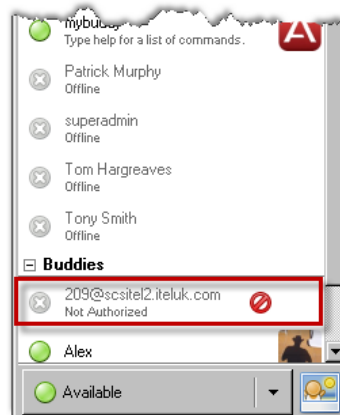 mybuddy
Type help for a list of commands.
Patrick Murphy
Offline
superadmin
Offline
Tom Hargreaves
Offline
Tony Smith
Offline
Buddies
209@scsitel2.iteluk.com
Not Authorized
Alex
Available